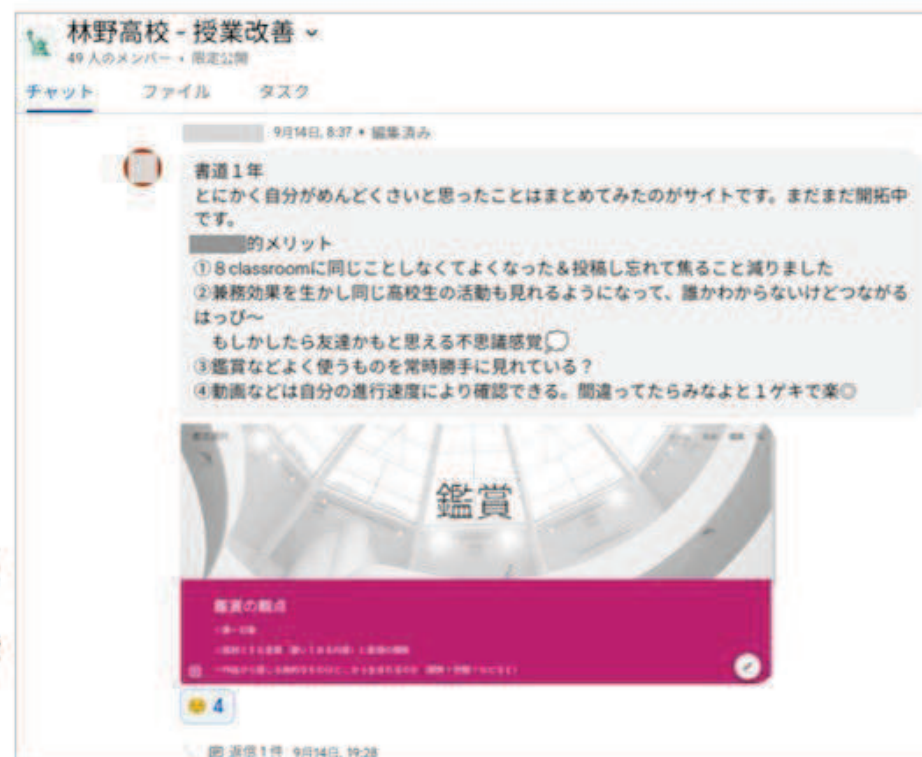 林野高校 - 授業改善
49 人のメンバー・限定公開
チャット ファイル タスク
9月14日, 8:37・編集済み
書道1年
とにかく自分がめんどくさいと思ったことはまとめてみたのがサイトです。まだまだ開拓中
です。
的メリット
①8classroomに同じことしなくてよくなった＆投稿し忘れて焦ること減りました
②兼務効果を生かし同じ高校生の活動も見れるようになって、誰かわからないけどつながる
はっぴ〜
もしかしたら友達かもと思える不思議感覚💭
③鑑賞などよく使うものを常時勝手に見れている？
④動画などは自分の進行速度により確認できる。間違ってたらみなよと1ゲキで楽◎
鑑賞
鑑賞の観点
4
返信1件 9月14日, 19:28